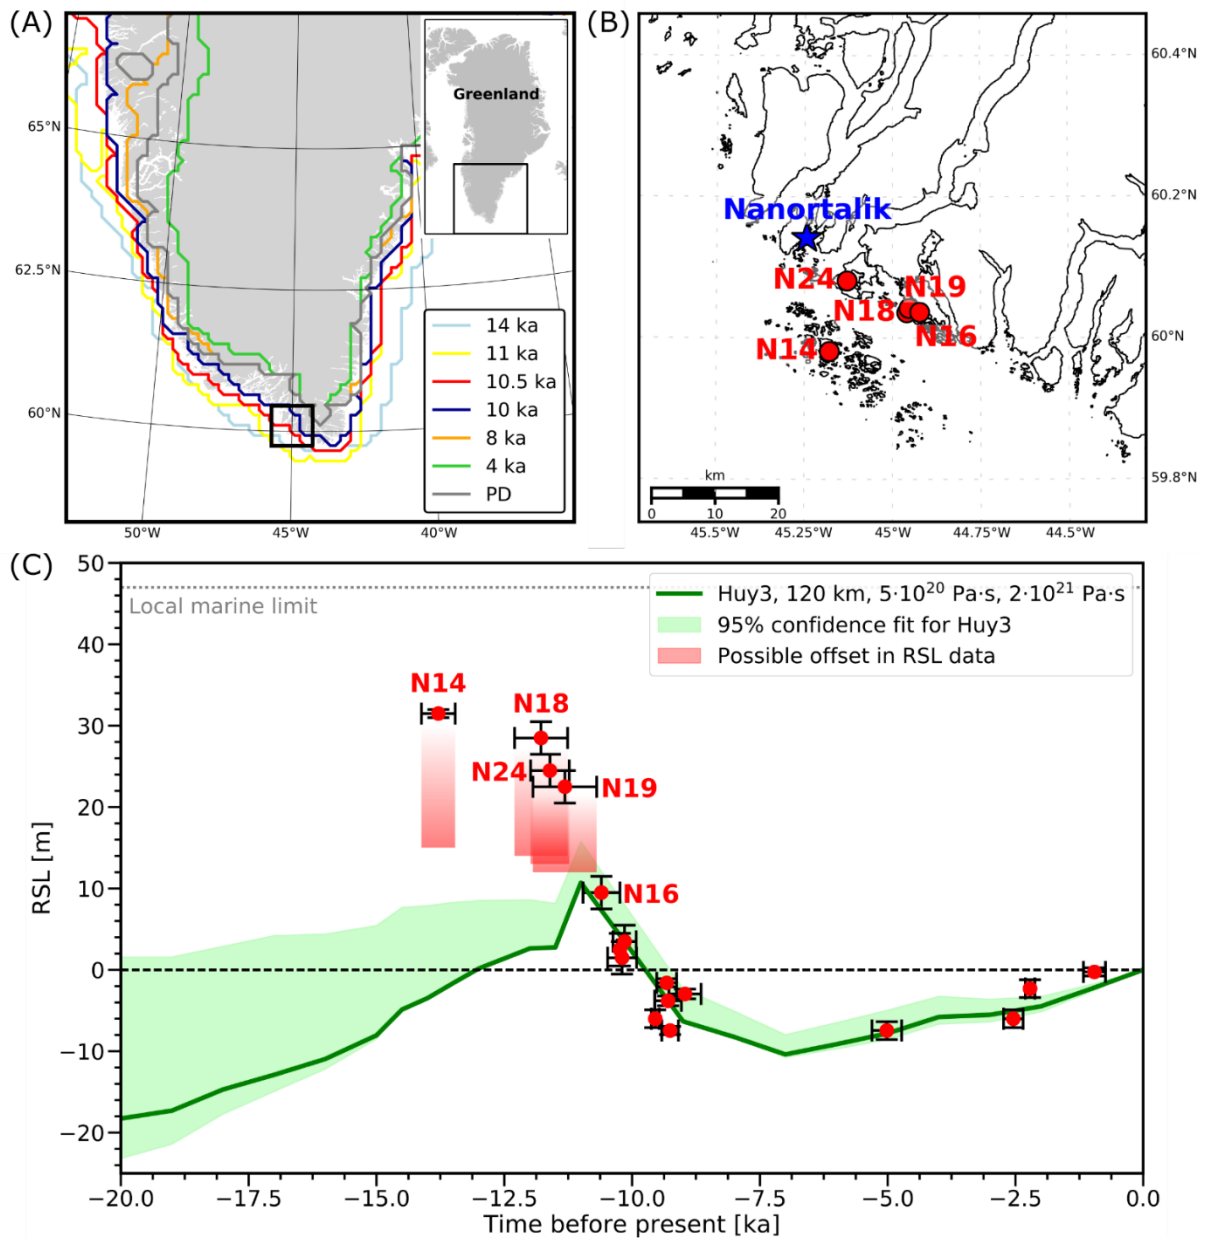 (A)
Greenland
65°N
62.5°N
60°N
14 ka
11 ka
10.5 ka
10 ka
8 ka
4 ka
PD
50°W
45°W
40°W
(B)
60.4°N
60.2°N
60°N
59.8°N
Nanortalik
N24
N19
N18
N16
N14
km
0 10 20
45.5°W 45.25°W 45°W 44.75°W 44.5°W
(C)
Local marine limit
Huy3, 120 km, 5·10²⁰ Pa·s, 2·10²¹ Pa·s
95% confidence fit for Huy3
Possible offset in RSL data
N14
N18
N24
N19
N16
RSL [m]
50
40
30
20
10
0
−10
−20
−20.0 −17.5 −15.0 −12.5 −10.0 −7.5 −5.0 −2.5 0.0
Time before present [ka]